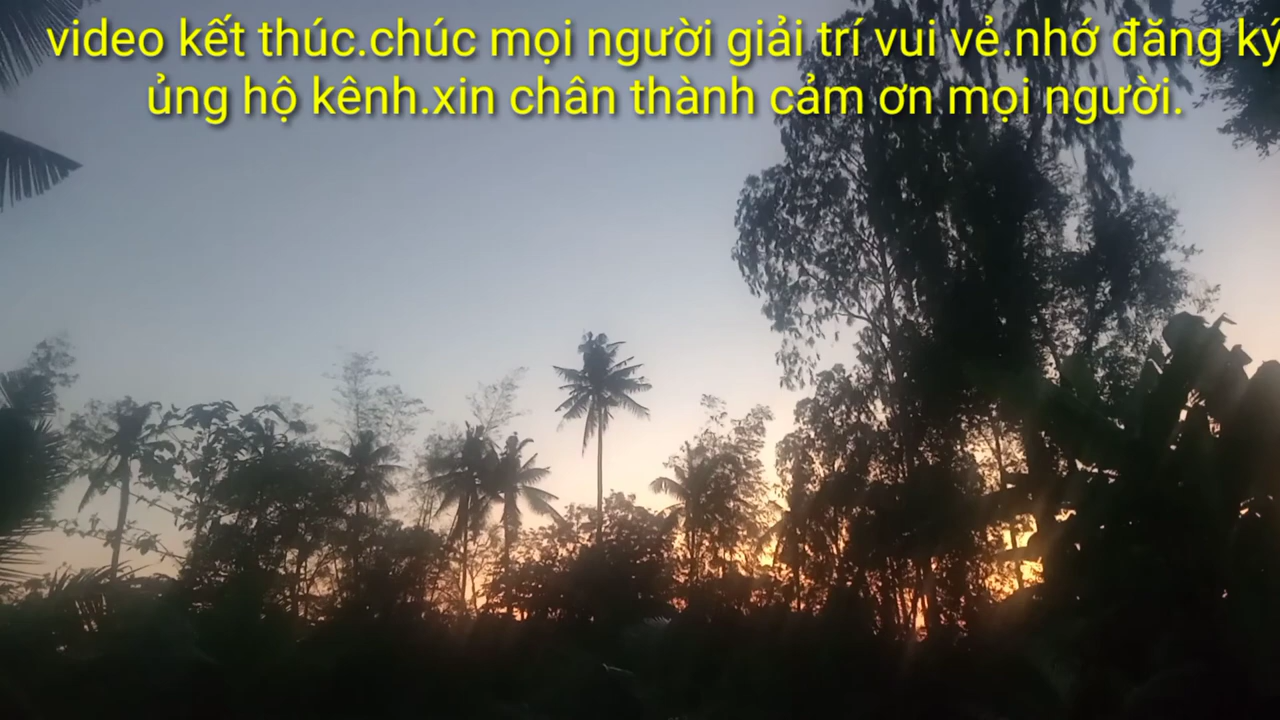 video kết thúc.chúc mọi người giải trí vui vẻ.nhớ đăng ký
ủng hộ kênh.xin chân thành cảm ơn mọi người.